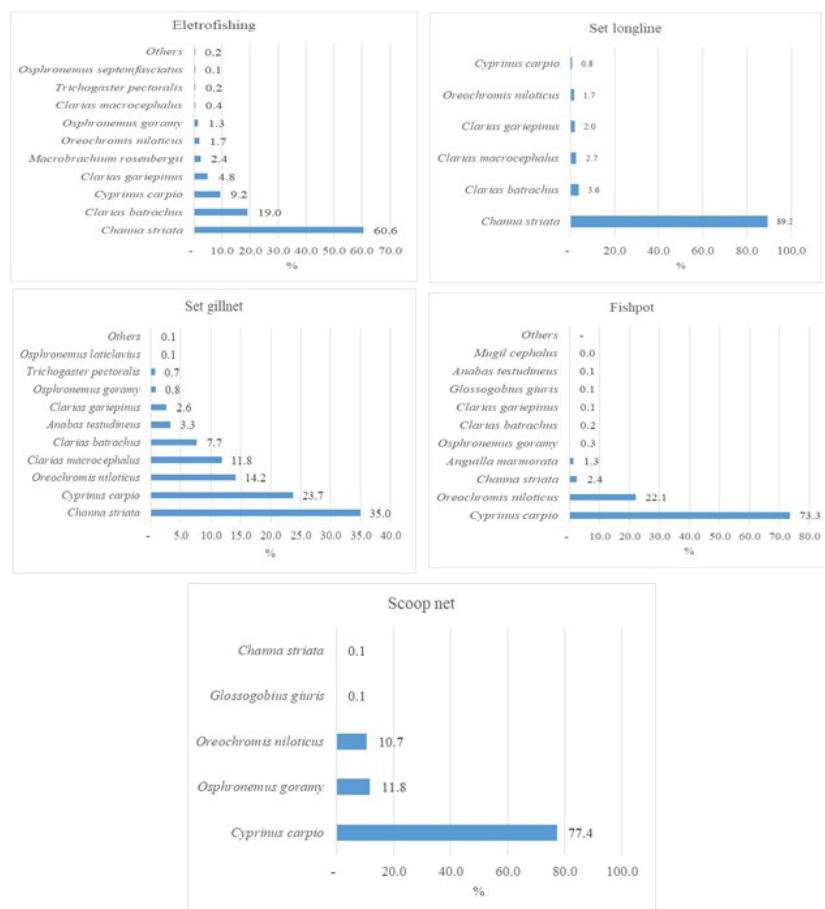 Eletrofishing
Others 0.2
Osphronemus septemfasciatus 0.1
Trichogaster pectoralis 0.2
Clarias macrocephalus 0.4
Osphronemus goramy 1.3
Oreochromis niloticus 1.7
Macrobrachium rosenbergii 2.4
Clarias gariepinus 4.8
Cyprinus carpio 9.2
Clarias batrachus 19.0
Channa striata 60.6
- 10.0 20.0 30.0 40.0 50.0 60.0 70.0
%
Set longline
Cyprinus carpio 0.8
Oreochromis niloticus 1.7
Clarias gariepinus 2.0
Clarias macrocephalus 2.7
Clarias batrachus 3.6
Channa striata 89.2
- 20.0 40.0 60.0 80.0 100.0
%
Set gillnet
Others 0.1
Osphronemus laticlavius 0.1
Trichogaster pectoralis 0.7
Osphronemus goramy 0.8
Clarias gariepinus 2.6
Anabas testudineus 3.3
Clarias batrachus 7.7
Clarias macrocephalus 11.8
Oreochromis niloticus 14.2
Cyprinus carpio 23.7
Channa striata 35.0
- 5.0 10.0 15.0 20.0 25.0 30.0 35.0 40.0
%
Fishpot
Others -
Mugil cephalus 0.0
Anabas testudineus 0.1
Glossogobius giuris 0.1
Clarias gariepinus 0.1
Clarias batrachus 0.2
Osphronemus goramy 0.3
Anguilla marmorata 1.3
Channa striata 2.4
Oreochromis niloticus 22.1
Cyprinus carpio 73.3
- 10.0 20.0 30.0 40.0 50.0 60.0 70.0 80.0
%
Scoop net
Channa striata 0.1
Glossogobius giuris 0.1
Oreochromis niloticus 10.7
Osphronemus goramy 11.8
Cyprinus carpio 77.4
- 20.0 40.0 60.0 80.0 100.0
%